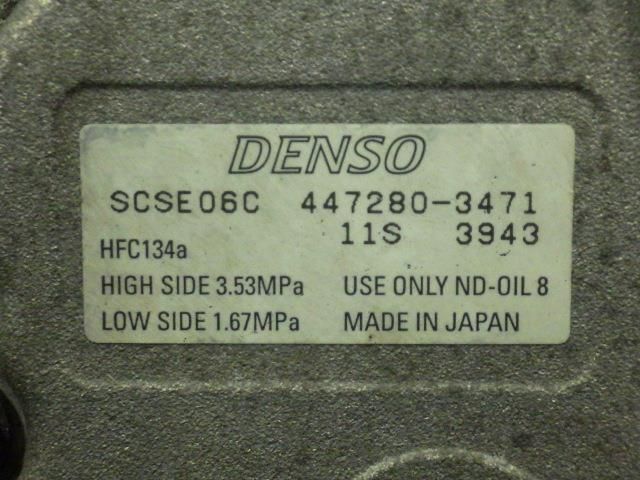 DENSO
SCSE06C 447280-3471
11S 3943
HFC134a
HIGH SIDE 3.53MPa USE ONLY ND-OIL 8
LOW SIDE 1.67MPa MADE IN JAPAN